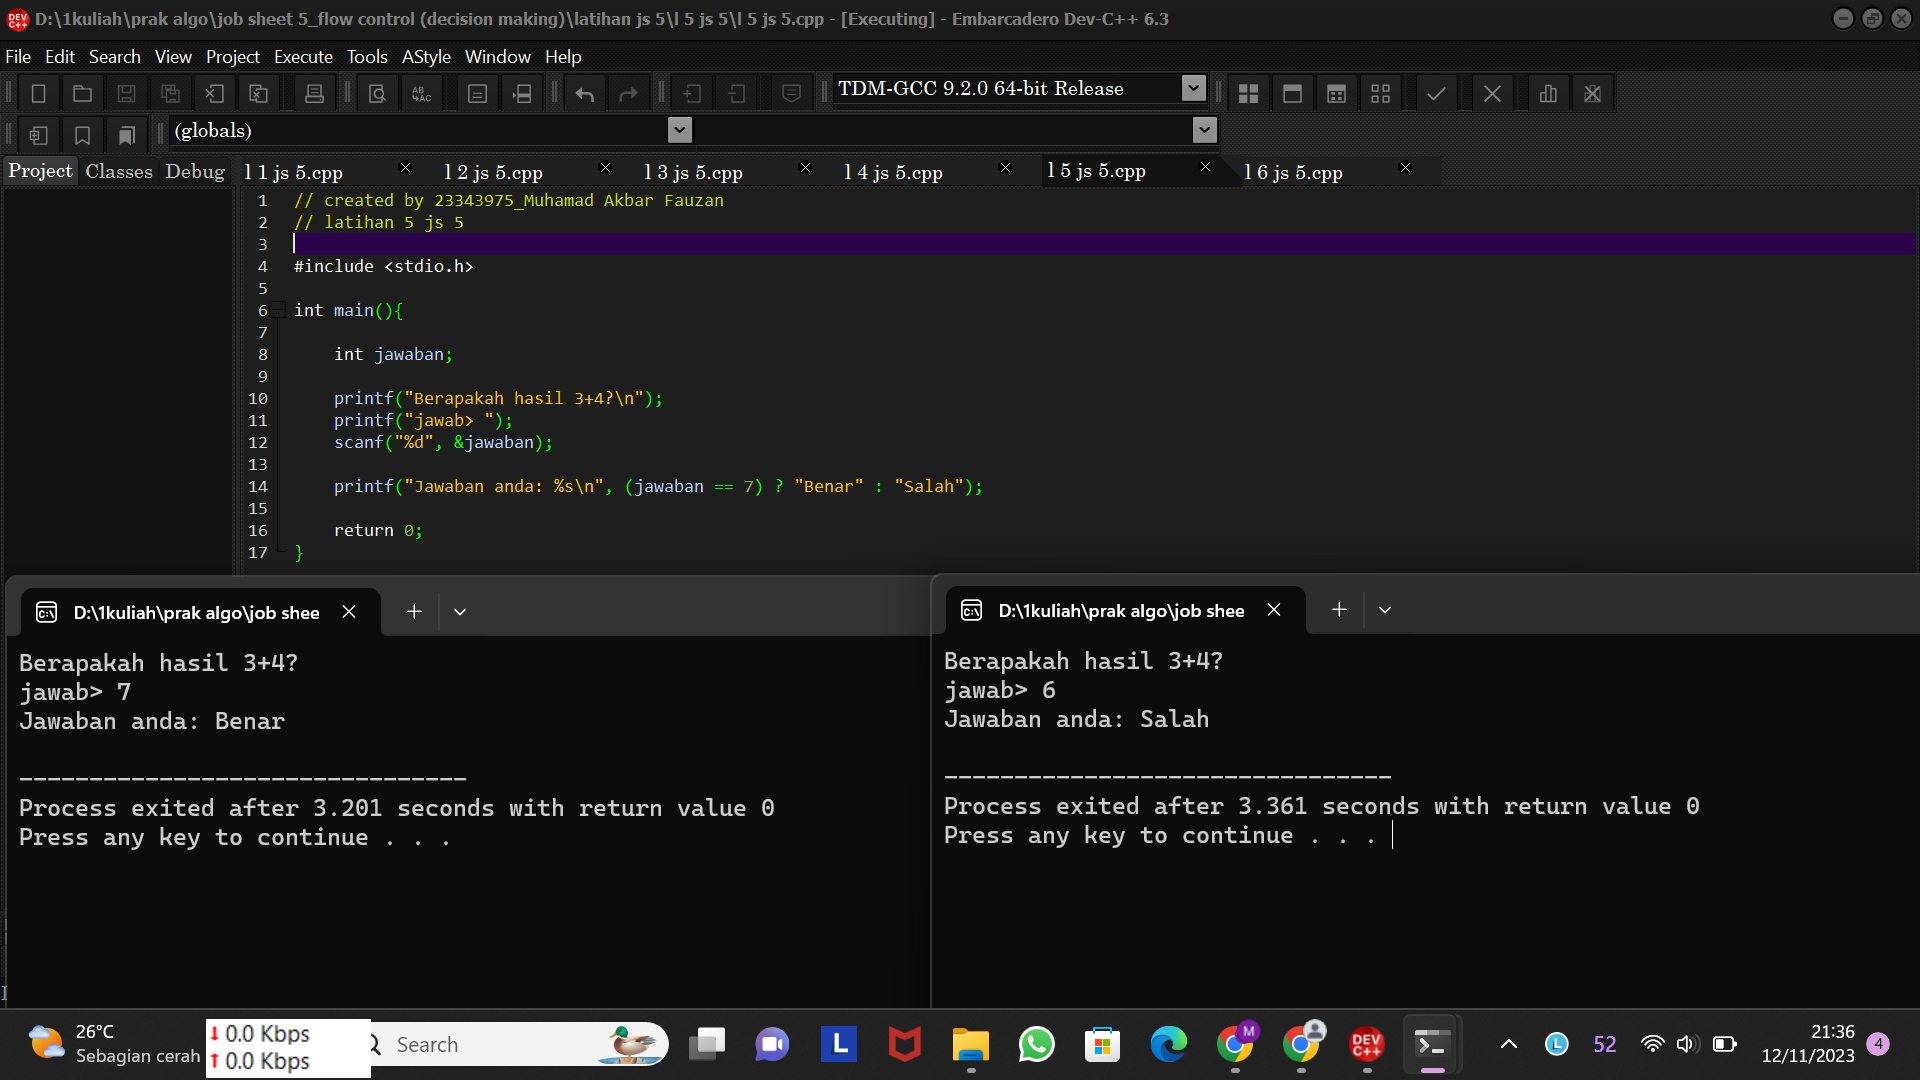 D:\1kuliah\prak algo\job sheet 5_flow control (decision making)\latihan js 5\l 5 js 5\l 5 js 5.cpp - [Executing] - Embarcadero Dev-C++ 6.3
File Edit Search View Project Execute Tools AStyle Window Help
TDM-GCC 9.2.0 64-bit Release
(globals)
Project Classes Debug l 1 js 5.cpp l 2 js 5.cpp l 3 js 5.cpp l 4 js 5.cpp l 5 js 5.cpp l 6 js 5.cpp
1 // created by 23343975_Muhamad Akbar Fauzan
2 // latihan 5 js 5
3
4 #include <stdio.h>
5
6 int main(){
7
8 int jawaban;
9
10 printf("Berapakah hasil 3+4?\n");
11 printf("jawab> ");
12 scanf("%d", &jawaban);
13
14 printf("Jawaban anda: %s\n", (jawaban == 7) ? "Benar" : "Salah");
15
16 return 0;
17 }
D:\1kuliah\prak algo\job shee
Berapakah hasil 3+4?
jawab> 7
Jawaban anda: Benar
--------------------------------
Process exited after 3.201 seconds with return value 0
Press any key to continue . . .
D:\1kuliah\prak algo\job shee
Berapakah hasil 3+4?
jawab> 6
Jawaban anda: Salah
--------------------------------
Process exited after 3.361 seconds with return value 0
Press any key to continue . . .
26°C
Sebagian cerah
0.0 Kbps
0.0 Kbps
Search
L
M
DEV C++
L
52
21:36
12/11/2023
4